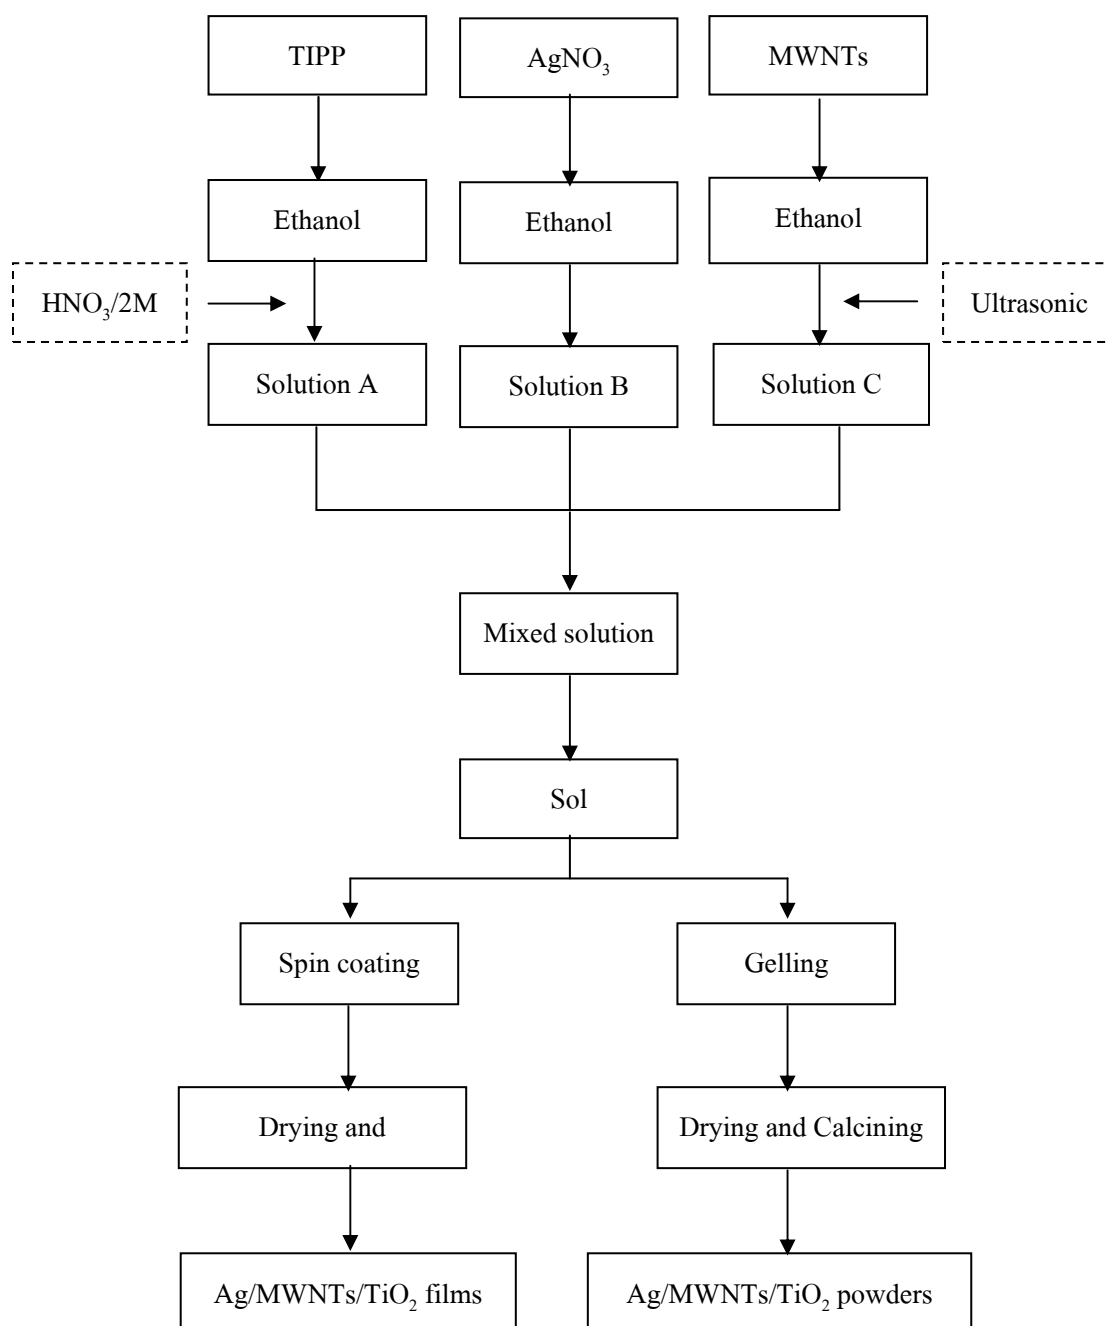 TIPP
AgNO₃
MWNTs
Ethanol
Ethanol
Ethanol
HNO₃/2M
Ultrasonic
Solution A
Solution B
Solution C
Mixed solution
Sol
Spin coating
Gelling
Drying and
Drying and Calcining
Ag/MWNTs/TiO₂ films
Ag/MWNTs/TiO₂ powders